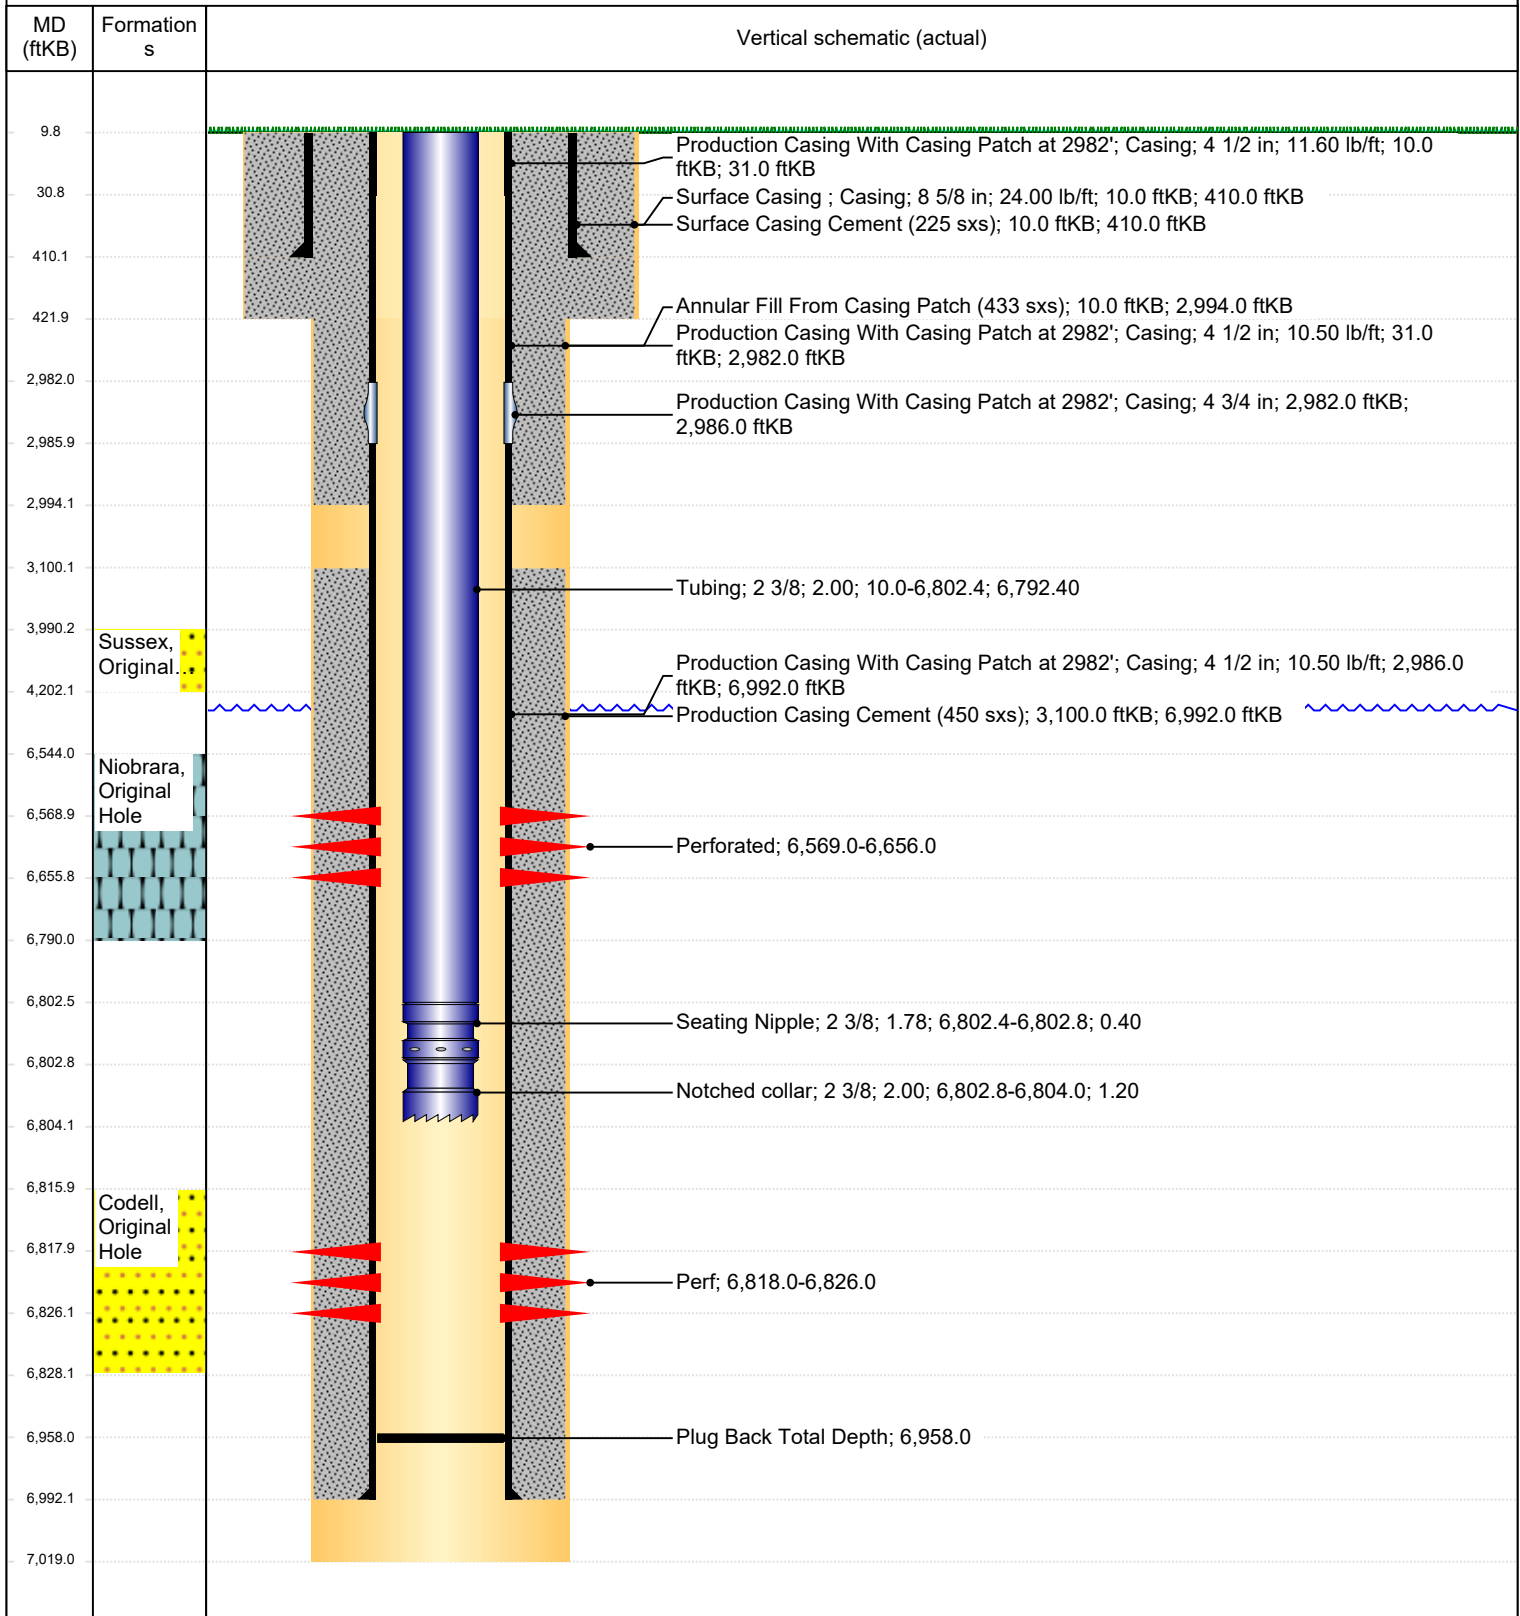 MD
(ftKB)
Formation
s
Vertical schematic (actual)
9.8
Production Casing With Casing Patch at 2982'; Casing; 4 1/2 in; 11.60 lb/ft; 10.0
ftKB; 31.0 ftKB
30.8
Surface Casing ; Casing; 8 5/8 in; 24.00 lb/ft; 10.0 ftKB; 410.0 ftKB
Surface Casing Cement (225 sxs); 10.0 ftKB; 410.0 ftKB
410.1
Annular Fill From Casing Patch (433 sxs); 10.0 ftKB; 2,994.0 ftKB
421.9
Production Casing With Casing Patch at 2982'; Casing; 4 1/2 in; 10.50 lb/ft; 31.0
ftKB; 2,982.0 ftKB
2,982.0
Production Casing With Casing Patch at 2982'; Casing; 4 3/4 in; 2,982.0 ftKB;
2,986.0 ftKB
2,985.9
2,994.1
3,100.1
Tubing; 2 3/8; 2.00; 10.0-6,802.4; 6,792.40
3,990.2
Sussex,
Original...
Production Casing With Casing Patch at 2982'; Casing; 4 1/2 in; 10.50 lb/ft; 2,986.0
ftKB; 6,992.0 ftKB
4,202.1
Production Casing Cement (450 sxs); 3,100.0 ftKB; 6,992.0 ftKB
6,544.0
Niobrara,
Original
Hole
6,568.9
Perforated; 6,569.0-6,656.0
6,655.8
6,790.0
6,802.5
Seating Nipple; 2 3/8; 1.78; 6,802.4-6,802.8; 0.40
6,802.8
Notched collar; 2 3/8; 2.00; 6,802.8-6,804.0; 1.20
6,804.1
6,815.9
Codell,
Original
Hole
6,817.9
Perf; 6,818.0-6,826.0
6,826.1
6,828.1
6,958.0
Plug Back Total Depth; 6,958.0
6,992.1
7,019.0